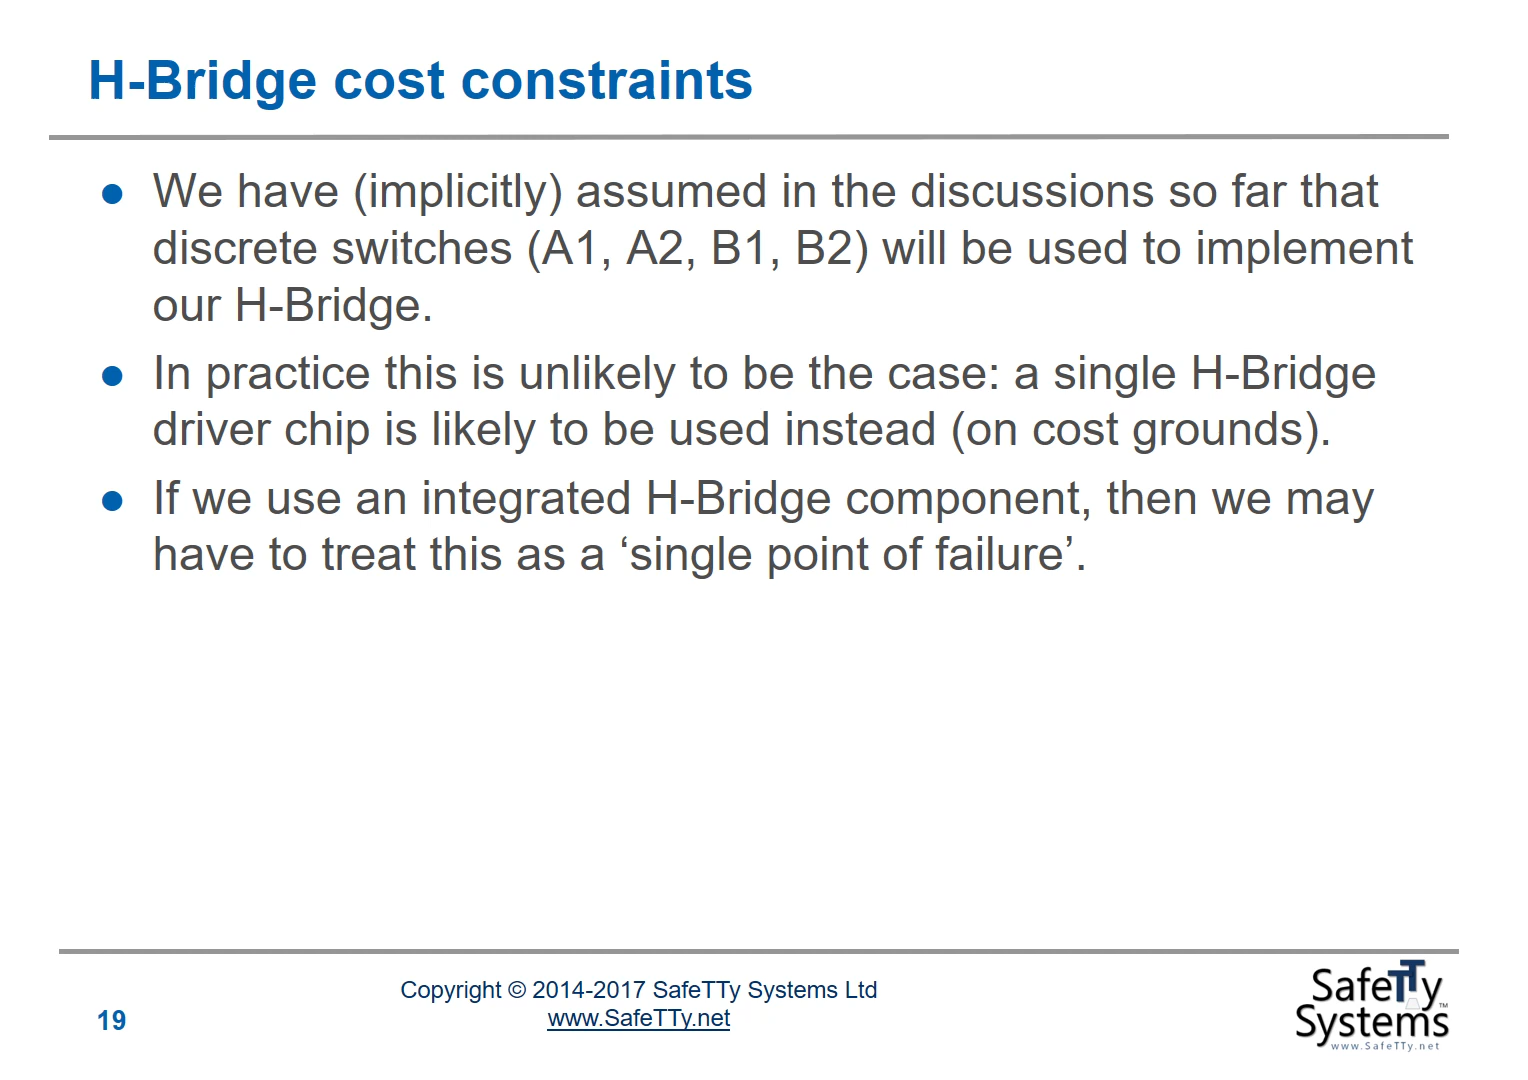 H-Bridge cost constraints
● We have (implicitly) assumed in the discussions so far that
discrete switches (A1, A2, B1, B2) will be used to implement
our H-Bridge.
● In practice this is unlikely to be the case: a single H-Bridge
driver chip is likely to be used instead (on cost grounds).
● If we use an integrated H-Bridge component, then we may
have to treat this as a ‘single point of failure’.
19
Copyright © 2014-2017 SafeTTy Systems Ltd
www.SafeTTy.net
SafeTTy
Systems™
www.SafeTTy.net